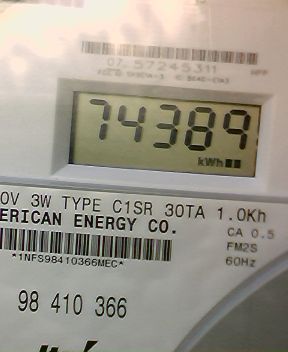 07 57245311
74389
kWh
0V 3W TYPE C1SR 30TA 1.0Kh
ERICAN ENERGY CO.
CA 0.5
FM2S
*1NFS98410366MEC*
60Hz
98 410 366